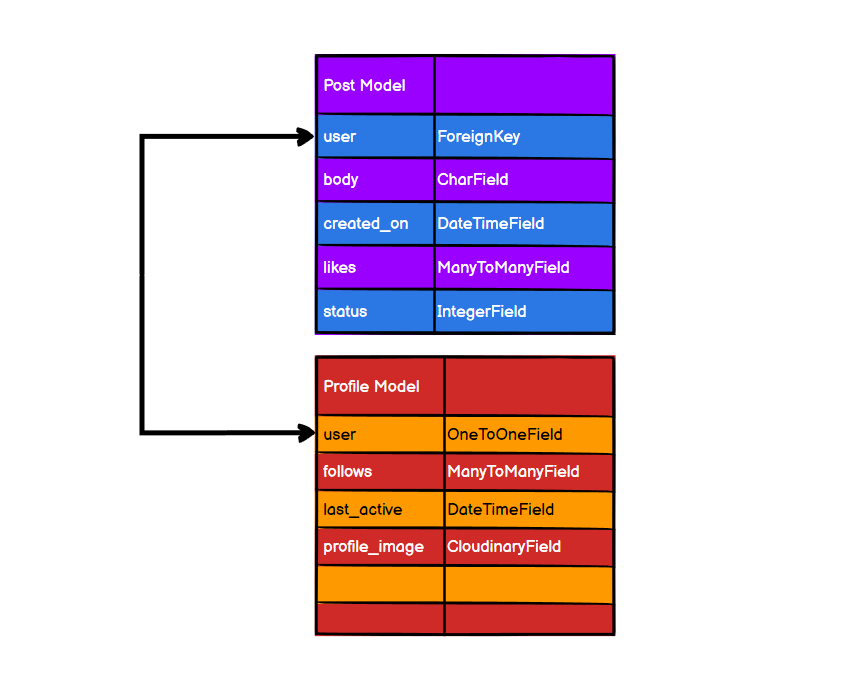 Post Model
user ForeignKey
body CharField
created_on DateTimeField
likes ManyToManyField
status IntegerField
Profile Model
user OneToOneField
follows ManyToManyField
last_active DateTimeField
profile_image CloudinaryField